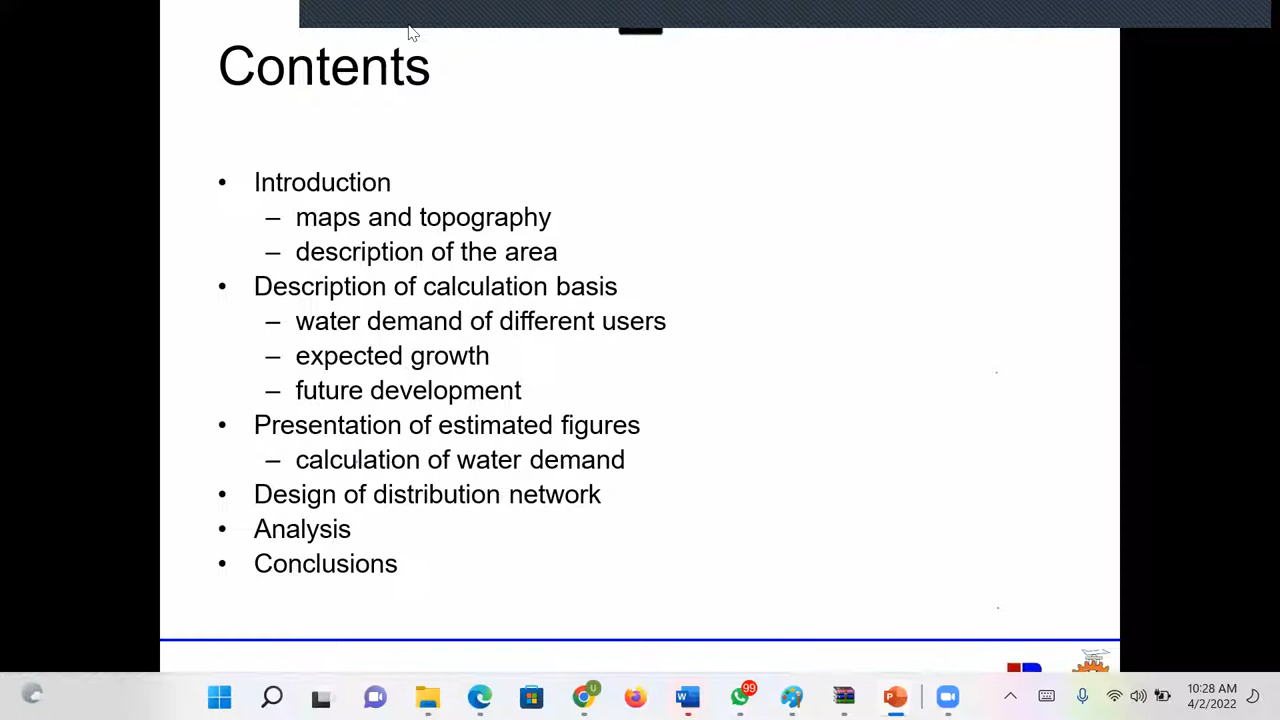 Contents
• Introduction
– maps and topography
– description of the area
• Description of calculation basis
– water demand of different users
– expected growth
– future development
• Presentation of estimated figures
– calculation of water demand
• Design of distribution network
• Analysis
• Conclusions
U
W
99
P
10:28 AM
4/2/2022